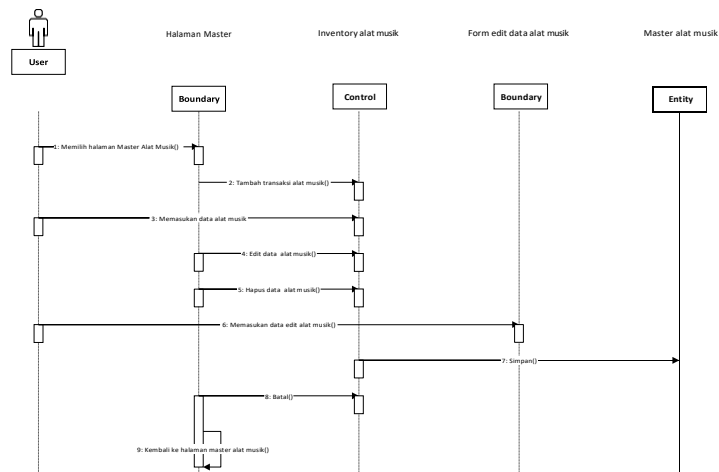 Halaman Master
Inventory alat musik
Form edit data alat musik
Master alat musik
User
Boundary
Control
Boundary
Entity
1: Memilih halaman Master Alat Musik()
2: Tambah transaksi alat musik()
3: Memasukan data alat musik
4: Edit data alat musik()
5: Hapus data alat musik()
6: Memasukan data edit alat musik()
7: Simpan()
8: Batal()
9: Kembali ke halaman master alat musik()